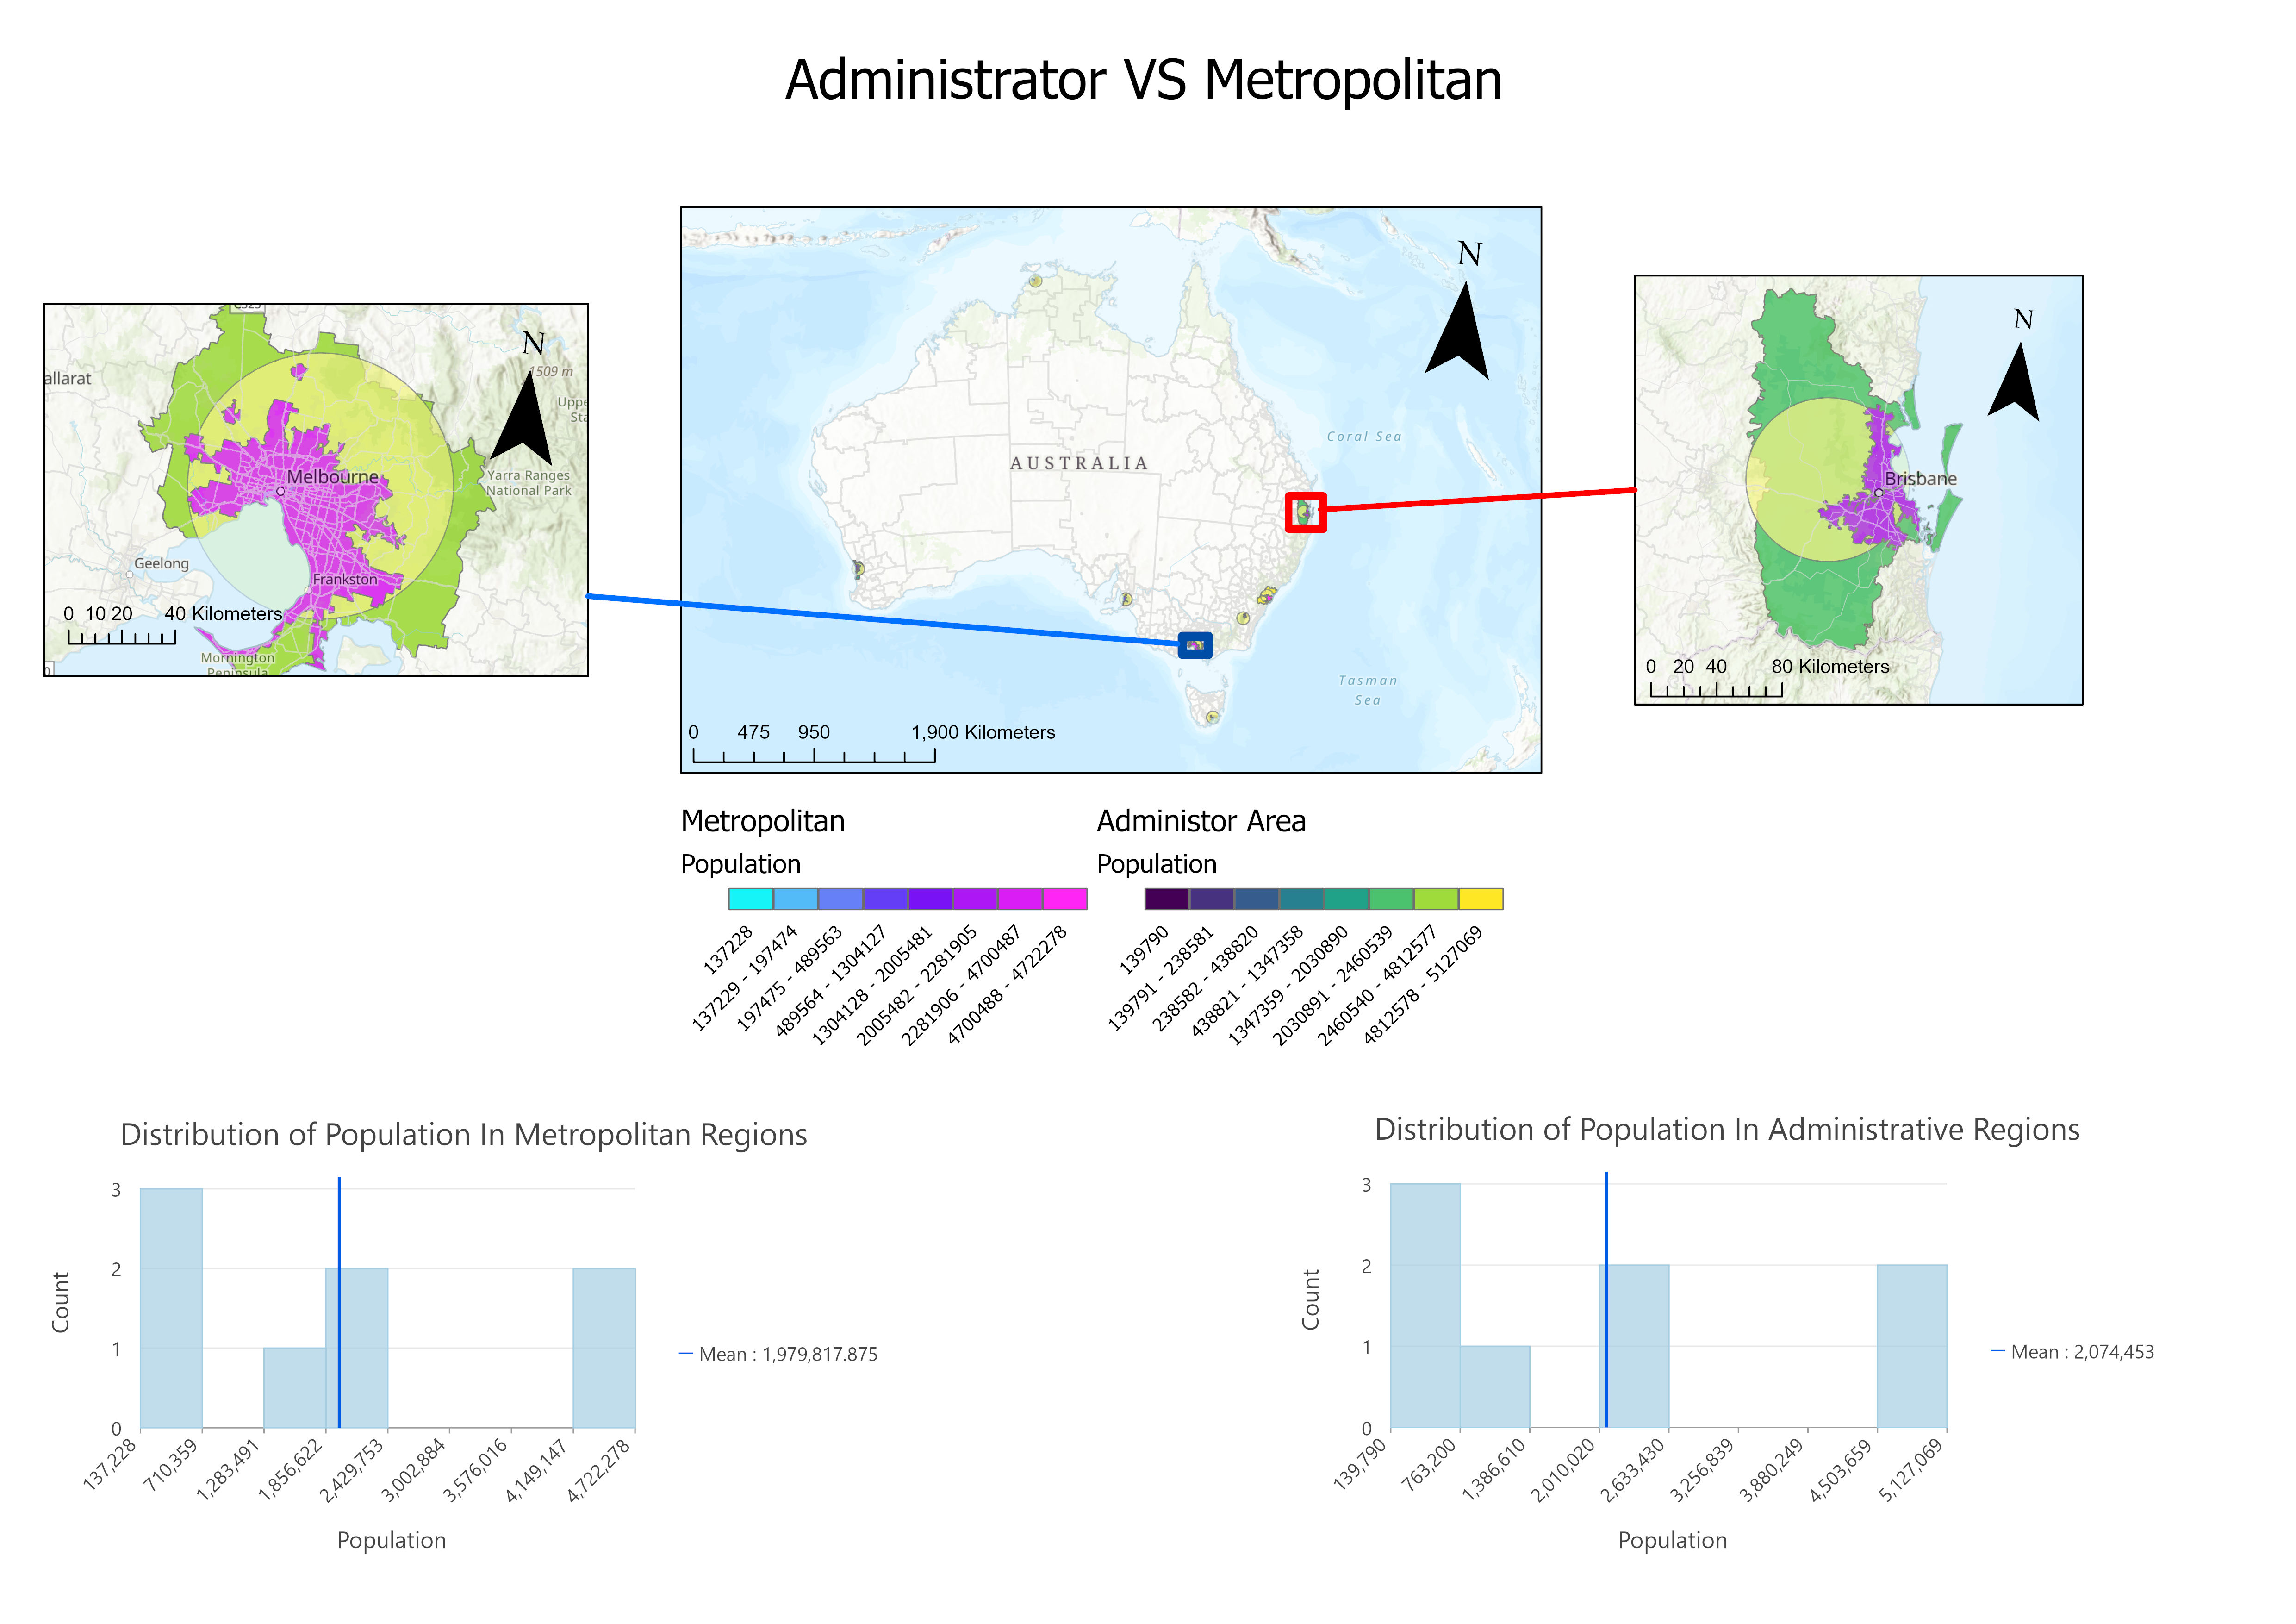 Administrator VS Metropolitan
N
1509 m
allarat
Uppe
Sta
Melbourne
Yarra Ranges
National Park
Geelong
Frankston
0 10 20 40 Kilometers
Mornington
Peninsula
N
Coral Sea
AUSTRALIA
Tasman
Sea
0 475 950 1,900 Kilometers
N
Brisbane
0 20 40 80 Kilometers
Metropolitan
Population
137228
137229 - 197474
197475 - 489563
489564 - 1304127
1304128 - 2005481
2005482 - 2281905
2281906 - 4700487
4700488 - 4722278
Administor Area
Population
139790
139791 - 238581
238582 - 438820
438821 - 1347358
1347359 - 2030890
2030891 - 2460539
2460540 - 4812577
4812578 - 5127069
Distribution of Population In Metropolitan Regions
3
2
1
0
Count
137,228
710,359
1,283,491
1,856,622
2,429,753
3,002,884
3,576,016
4,149,147
4,722,278
Population
Mean : 1,979,817.875
Distribution of Population In Administrative Regions
3
2
1
0
Count
139,790
763,200
1,386,610
2,010,020
2,633,430
3,256,839
3,880,249
4,503,659
5,127,069
Population
Mean : 2,074,453